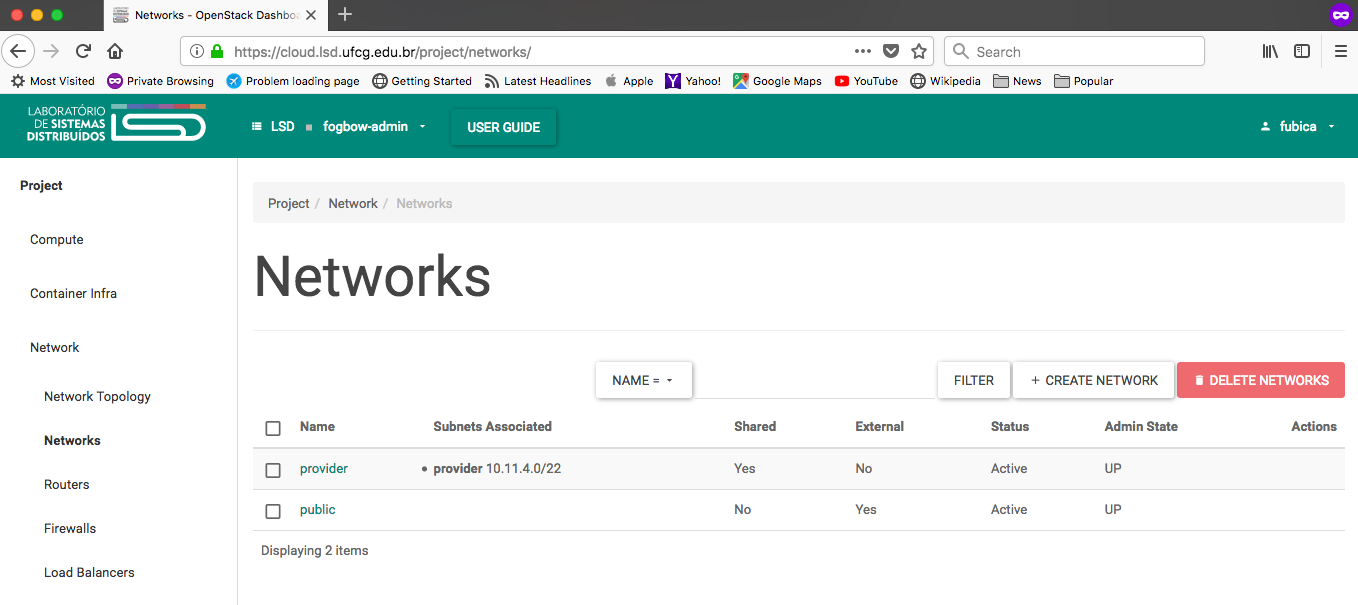 Networks - OpenStack Dashboa
https://cloud.lsd.ufcg.edu.br/project/networks/
Search
Most Visited Private Browsing Problem loading page Getting Started Latest Headlines Apple Yahoo! Google Maps YouTube Wikipedia News Popular
LABORATÓRIO
DE SISTEMAS
DISTRIBUÍDOS
LSD
LSD fogbow-admin USER GUIDE fubica
Project
Compute
Container Infra
Network
Network Topology
Networks
Routers
Firewalls
Load Balancers
Project / Network / Networks
Networks
NAME = FILTER + CREATE NETWORK DELETE NETWORKS
Name Subnets Associated Shared External Status Admin State Actions
provider • provider 10.11.4.0/22 Yes No Active UP
public No Yes Active UP
Displaying 2 items